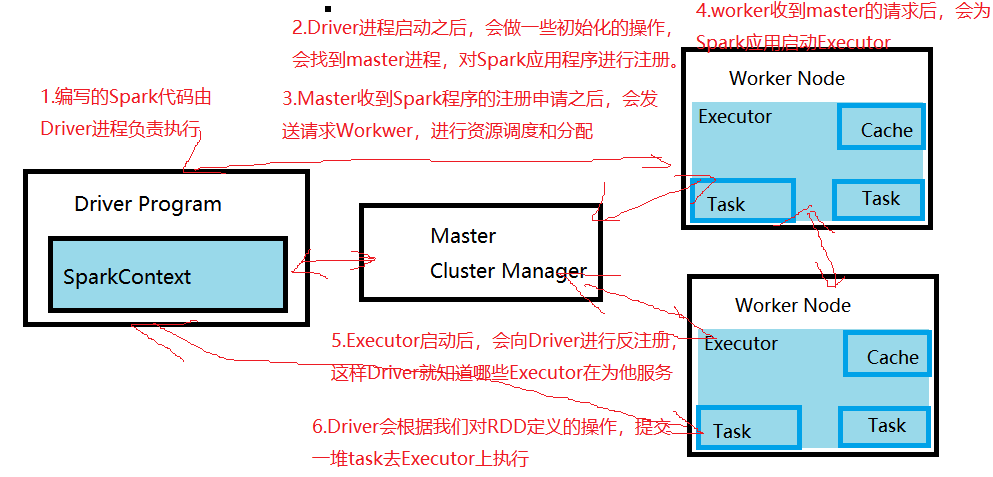 1.编写的Spark代码由
Driver进程负责执行
2.Driver进程启动之后，会做一些初始化的操作，
会找到master进程，对Spark应用程序进行注册。
3.Master收到Spark程序的注册申请之后，会发
送请求Workwer，进行资源调度和分配
4.worker收到master的请求后，会为
Spark应用启动Executor
Driver Program
SparkContext
Master
Cluster Manager
Worker Node
Executor
Cache
Task
Task
Worker Node
Executor
Cache
Task
Task
5.Executor启动后，会向Driver进行反注册，
这样Driver就知道哪些Executor在为他服务
6.Driver会根据我们对RDD定义的操作，提交
一堆task去Executor上执行